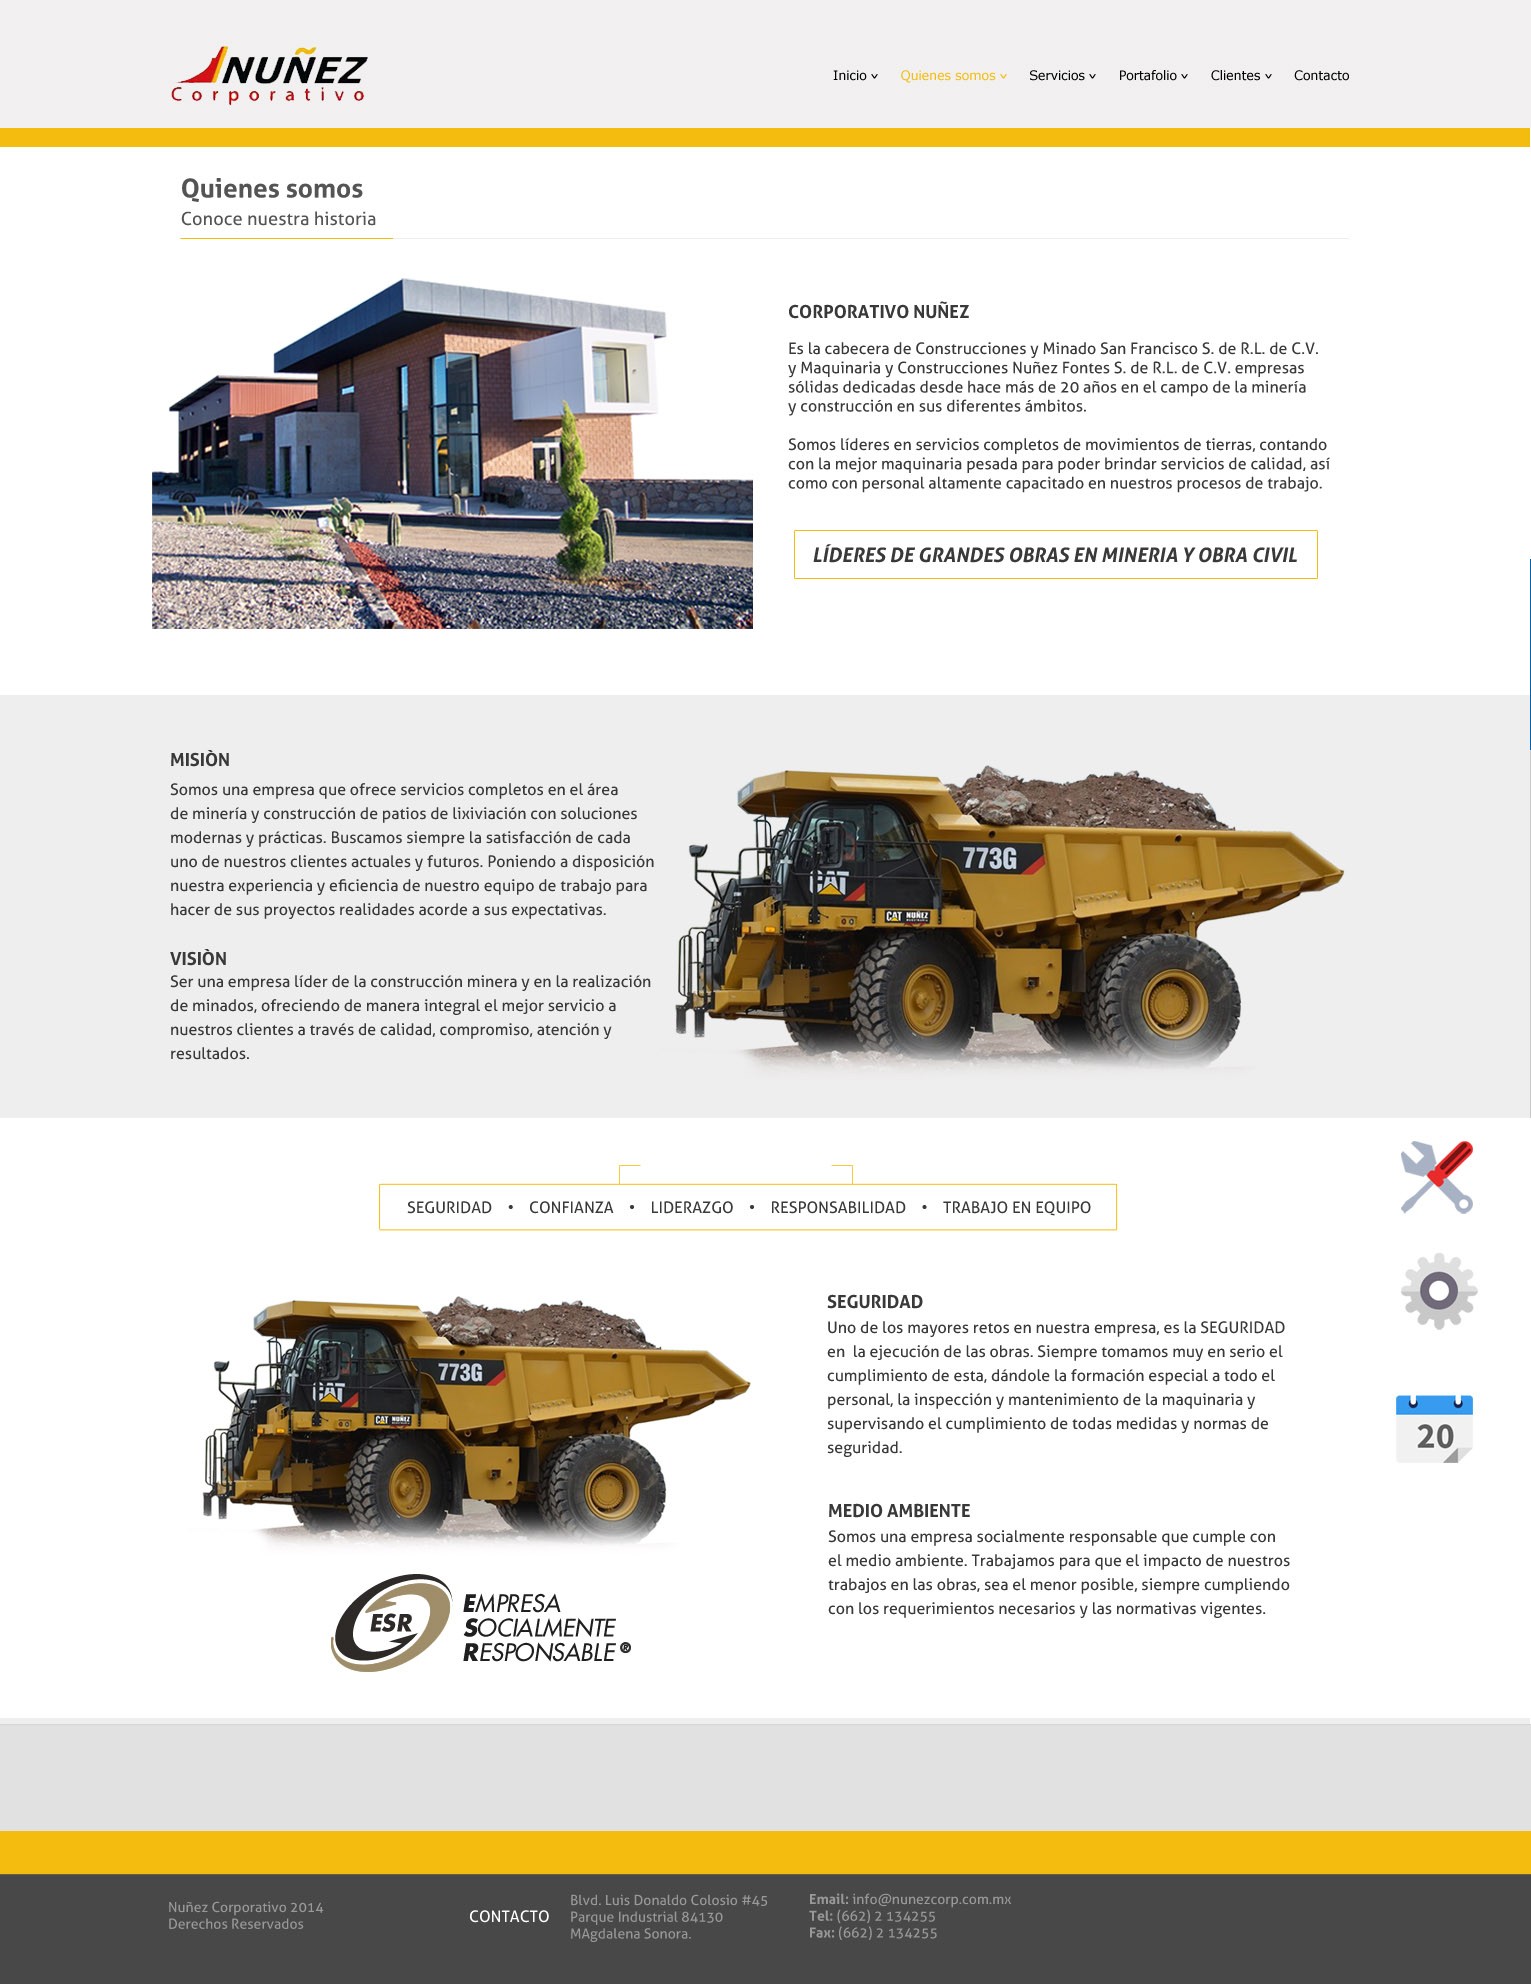 NUÑEZ
Corporativo
Inicio Quienes somos Servicios Portafolio Clientes Contacto
Quienes somos
Conoce nuestra historia
CORPORATIVO NUÑEZ
Es la cabecera de Construcciones y Minado San Francisco S. de R.L. de C.V.
y Maquinaria y Construcciones Nuñez Fontes S. de R.L. de C.V. empresas
sólidas dedicadas desde hace más de 20 años en el campo de la minería
y construcción en sus diferentes ámbitos.
Somos líderes en servicios completos de movimientos de tierras, contando
con la mejor maquinaria pesada para poder brindar servicios de calidad, así
como con personal altamente capacitado en nuestros procesos de trabajo.
LÍDERES DE GRANDES OBRAS EN MINERIA Y OBRA CIVIL
MISIÒN
Somos una empresa que ofrece servicios completos en el área
de minería y construcción de patios de lixiviación con soluciones
modernas y prácticas. Buscamos siempre la satisfacción de cada
uno de nuestros clientes actuales y futuros. Poniendo a disposición
nuestra experiencia y eficiencia de nuestro equipo de trabajo para
hacer de sus proyectos realidades acorde a sus expectativas.
VISIÒN
Ser una empresa líder de la construcción minera y en la realización
de minados, ofreciendo de manera integral el mejor servicio a
nuestros clientes a través de calidad, compromiso, atención y
resultados.
773G
CAT
CAT NUÑEZ
SEGURIDAD • CONFIANZA • LIDERAZGO • RESPONSABILIDAD • TRABAJO EN EQUIPO
773G
CAT
CAT NUÑEZ
SEGURIDAD
Uno de los mayores retos en nuestra empresa, es la SEGURIDAD
en la ejecución de las obras. Siempre tomamos muy en serio el
cumplimiento de esta, dándole la formación especial a todo el
personal, la inspección y mantenimiento de la maquinaria y
supervisando el cumplimiento de todas medidas y normas de
seguridad.
20
MEDIO AMBIENTE
Somos una empresa socialmente responsable que cumple con
el medio ambiente. Trabajamos para que el impacto de nuestros
trabajos en las obras, sea el menor posible, siempre cumpliendo
con los requerimientos necesarios y las normativas vigentes.
ESR
EMPRESA
SOCIALMENTE
RESPONSABLE®
Nuñez Corporativo 2014
Derechos Reservados
CONTACTO
Blvd. Luis Donaldo Colosio #45
Parque Industrial 84130
MAgdalena Sonora.
Email: info@nunezcorp.com.mx
Tel: (662) 2 134255
Fax: (662) 2 134255